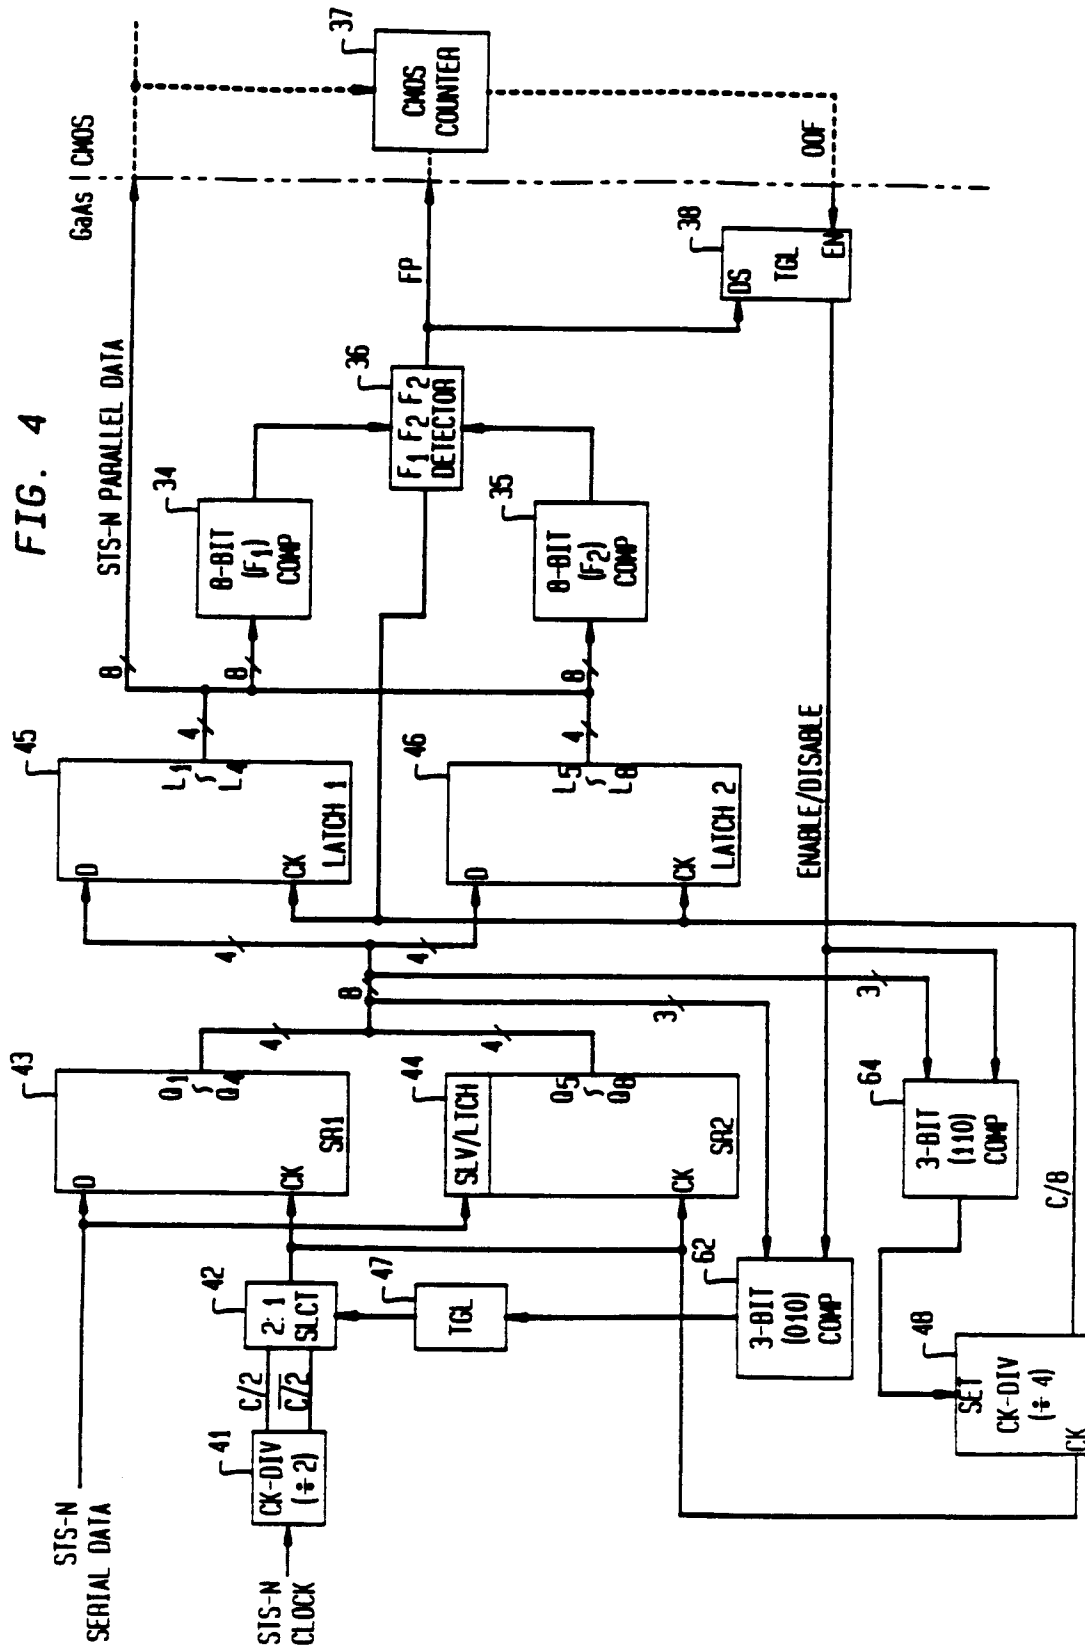 FIG. 4
STS-N
SERIAL DATA
STS-N
CLOCK
41
CK-DIV
(÷2)
C/2
C/2
42
2:1
SLCT
47
TGL
43
D
CK
Q1
Q4
SR1
44
SLV/LTCH
CK
Q5
Q8
SR2
62
3-BIT
(010)
COMP
48
SET
CK-DIV
(÷4)
CK
C/8
64
3-BIT
(110)
COMP
4
4
8
3
3
4
4
45
D
CK
L1
L4
LATCH 1
46
D
CK
L5
L8
LATCH 2
ENABLE/DISABLE
4
4
8
8
8
STS-N PARALLEL DATA
34
8-BIT
(F1)
COMP
35
8-BIT
(F2)
COMP
36
F1 F2 F2
DETECTOR
FP
38
DS
TGL
EN
GaAs
CMOS
37
CMOS
COUNTER
OOF